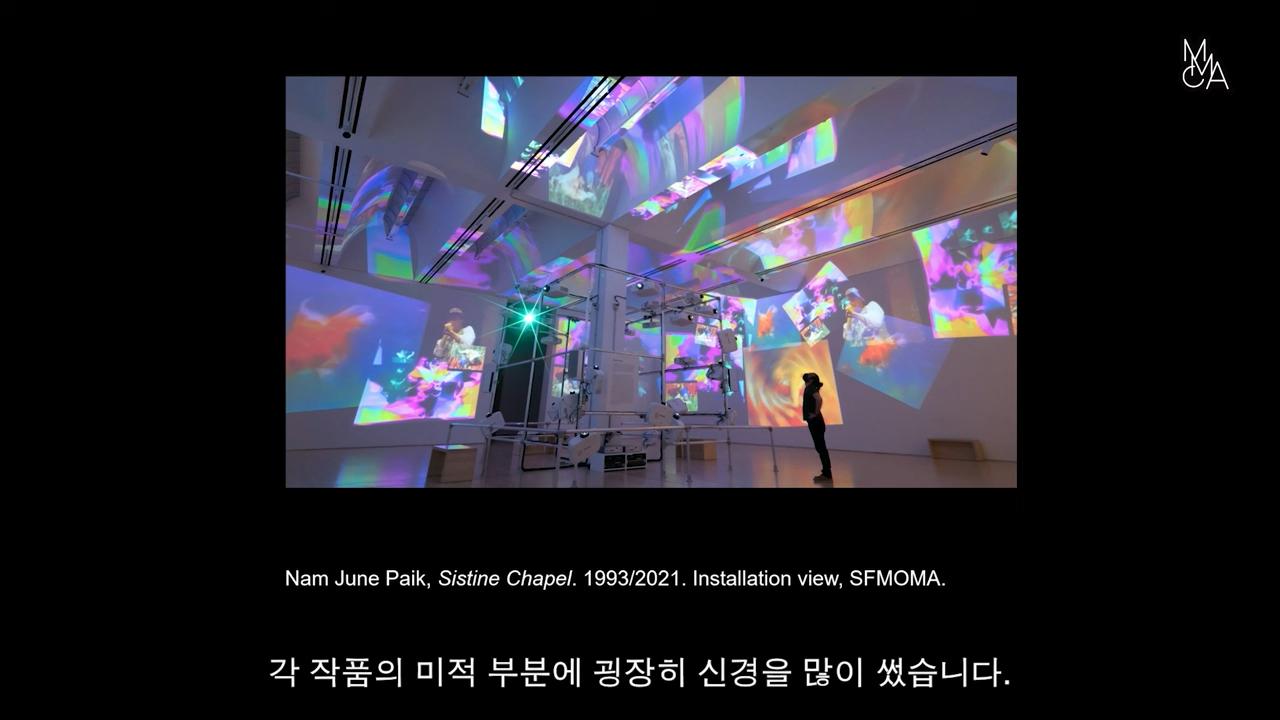 MMCA
Nam June Paik, Sistine Chapel. 1993/2021. Installation view, SFMOMA.
각 작품의 미적 부분에 굉장히 신경을 많이 썼습니다.